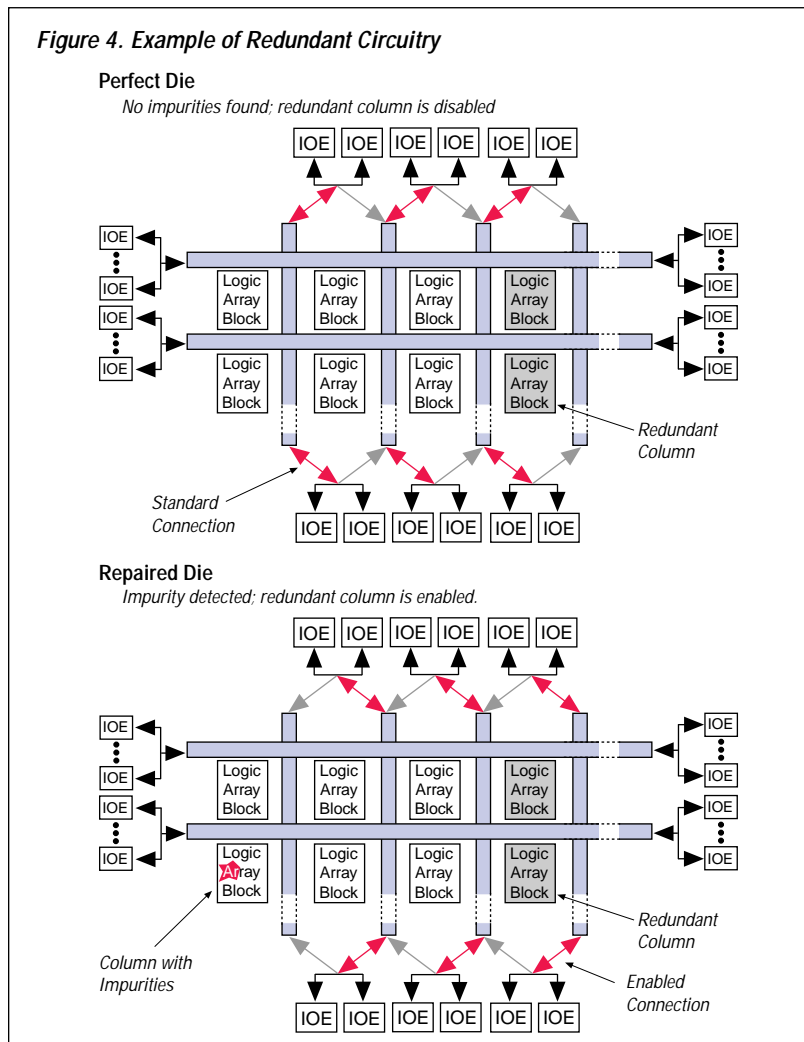 Figure 4. Example of Redundant Circuitry
Perfect Die
No impurities found; redundant column is disabled
IOE IOE IOE IOE IOE IOE
IOE
IOE
IOE
IOE
IOE
IOE
IOE
IOE
Logic
Array
Block
Logic
Array
Block
Logic
Array
Block
Logic
Array
Block
Logic
Array
Block
Logic
Array
Block
Logic
Array
Block
Logic
Array
Block
Redundant
Column
Standard
Connection
IOE IOE IOE IOE IOE IOE
Repaired Die
Impurity detected; redundant column is enabled.
IOE IOE IOE IOE IOE IOE
IOE
IOE
IOE
IOE
IOE
IOE
IOE
IOE
Logic
Array
Block
Logic
Array
Block
Logic
Array
Block
Logic
Array
Block
Logic
Array
Block
Logic
Array
Block
Logic
Array
Block
Logic
Array
Block
Redundant
Column
Column with
Impurities
Enabled
Connection
IOE IOE IOE IOE IOE IOE